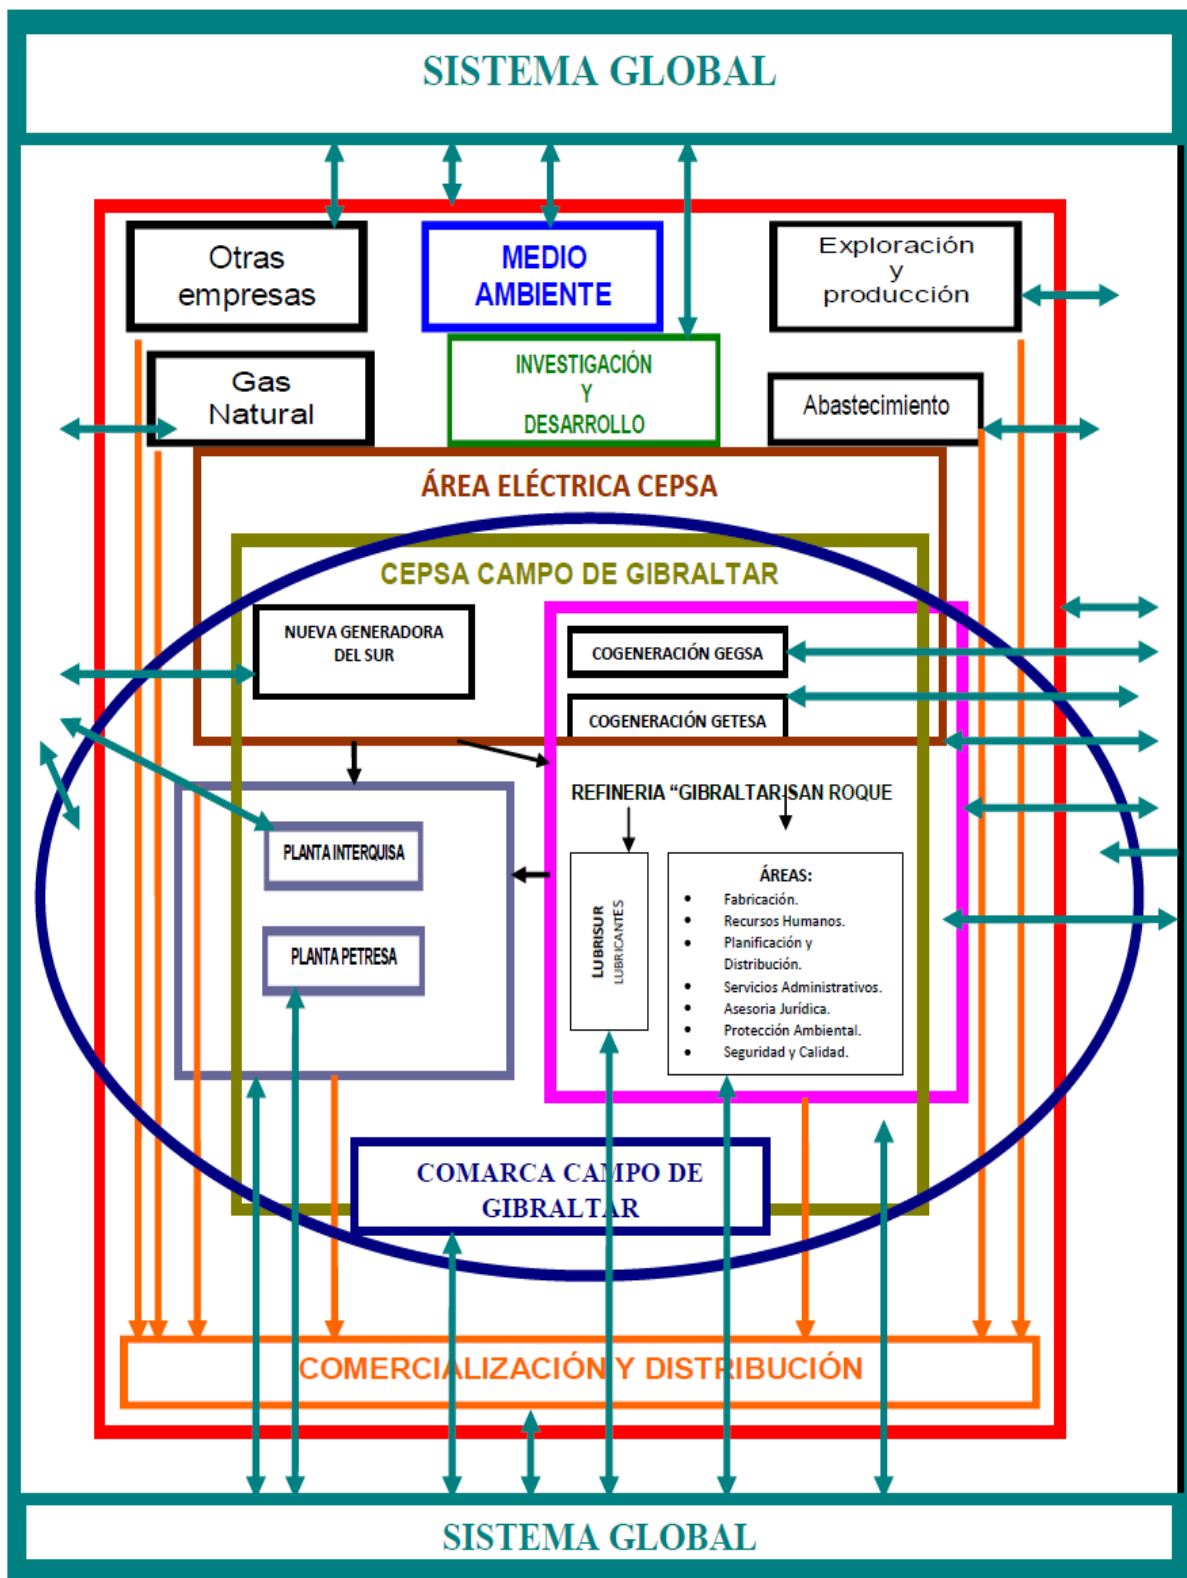 SISTEMA GLOBAL
Otras
empresas
MEDIO
AMBIENTE
Exploración
y
producción
Gas
Natural
INVESTIGACIÓN
Y
DESARROLLO
Abastecimiento
ÁREA ELÉCTRICA CEPSA
CEPSA CAMPO DE GIBRALTAR
NUEVA GENERADORA
DEL SUR
COGENERACIÓN GEGSA
COGENERACIÓN GETESA
REFINERIA “GIBRALTAR-SAN ROQUE
PLANTA INTERQUISA
PLANTA PETRESA
LUBRISUR
LUBRICANTES
ÁREAS:
• Fabricación.
• Recursos Humanos.
• Planificación y
Distribución.
• Servicios Administrativos.
• Asesoria Jurídica.
• Protección Ambiental.
• Seguridad y Calidad.
COMARCA CAMPO DE
GIBRALTAR
COMERCIALIZACIÓN Y DISTRIBUCIÓN
SISTEMA GLOBAL